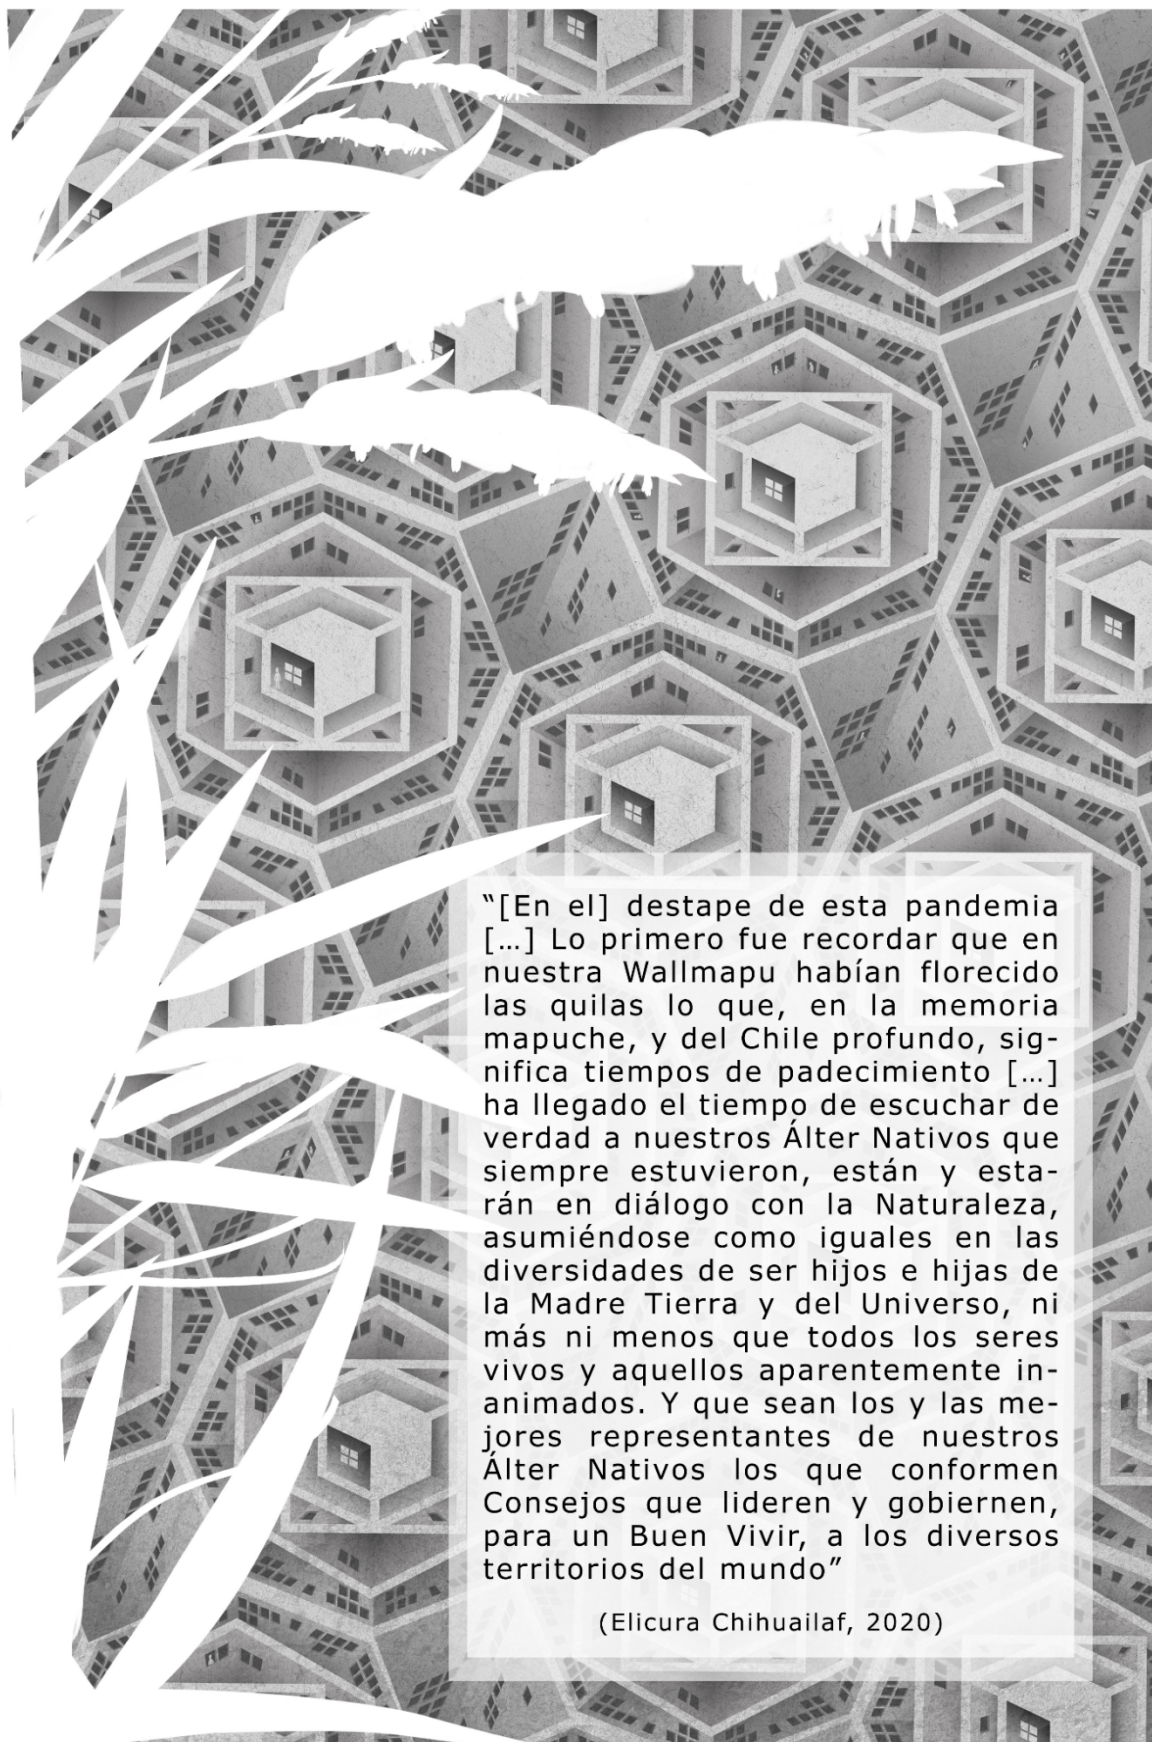 “[En el] destape de esta pandemia
[...] Lo primero fue recordar que en
nuestra Wallmapu habían florecido
las quilas lo que, en la memoria
mapuche, y del Chile profundo, sig-
nifica tiempos de padecimiento [...]
ha llegado el tiempo de escuchar de
verdad a nuestros Álter Nativos que
siempre estuvieron, están y esta-
rán en diálogo con la Naturaleza,
asumiéndose como iguales en las
diversidades de ser hijos e hijas de
la Madre Tierra y del Universo, ni
más ni menos que todos los seres
vivos y aquellos aparentemente in-
animados. Y que sean los y las me-
jores representantes de nuestros
Álter Nativos los que conformen
Consejos que lideren y gobiernen,
para un Buen Vivir, a los diversos
territorios del mundo”
(Elicura Chihuailaf, 2020)